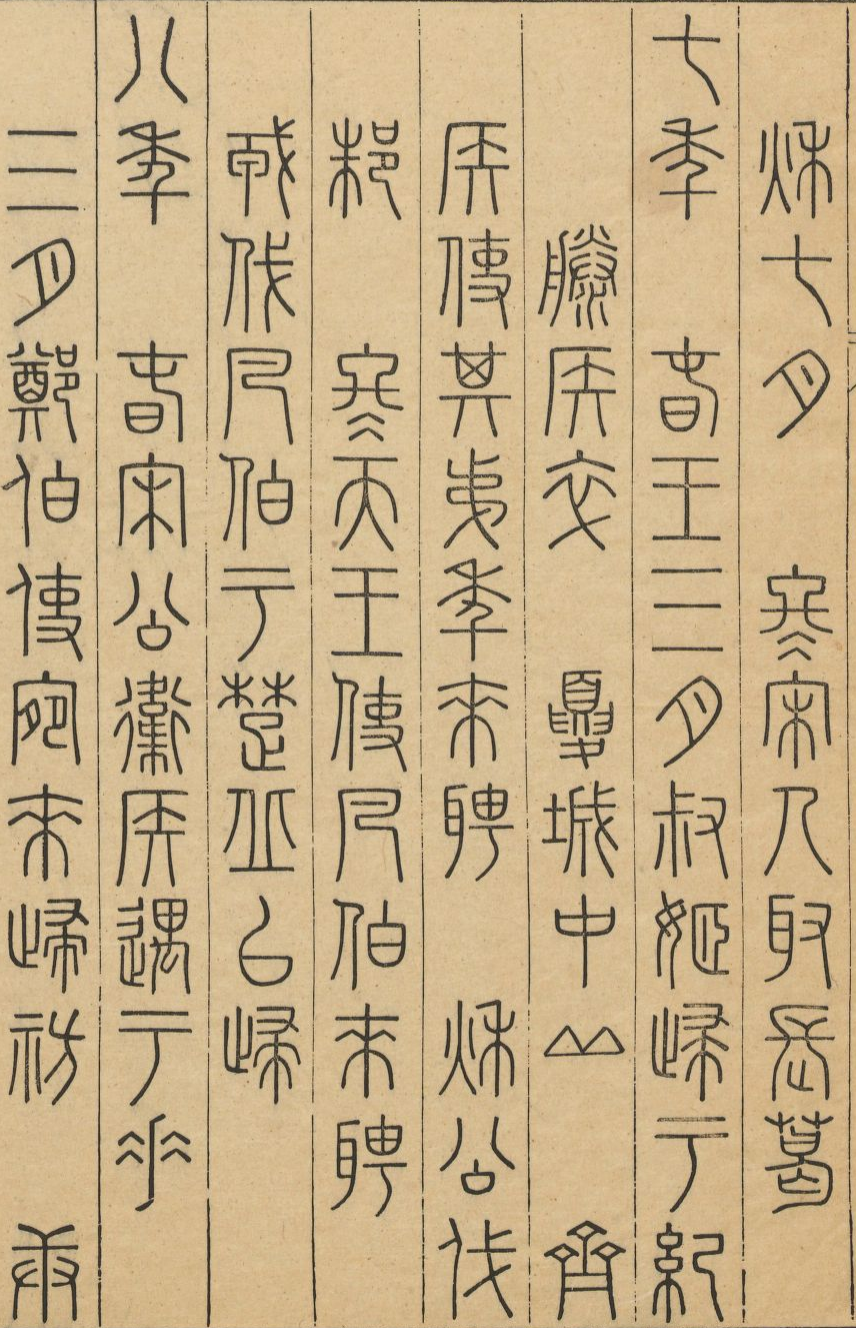 秋七月 冬宋人取長葛
七年 春王三月叔姬歸于紀
滕侯卒 夏城中丘 齊
侯使其弟年來聘 秋公伐
邾 冬天王使凡伯來聘
戎伐凡伯于楚丘以歸
八年 春宋公衛侯遇于垂
三月鄭伯使宛來歸祊 庚